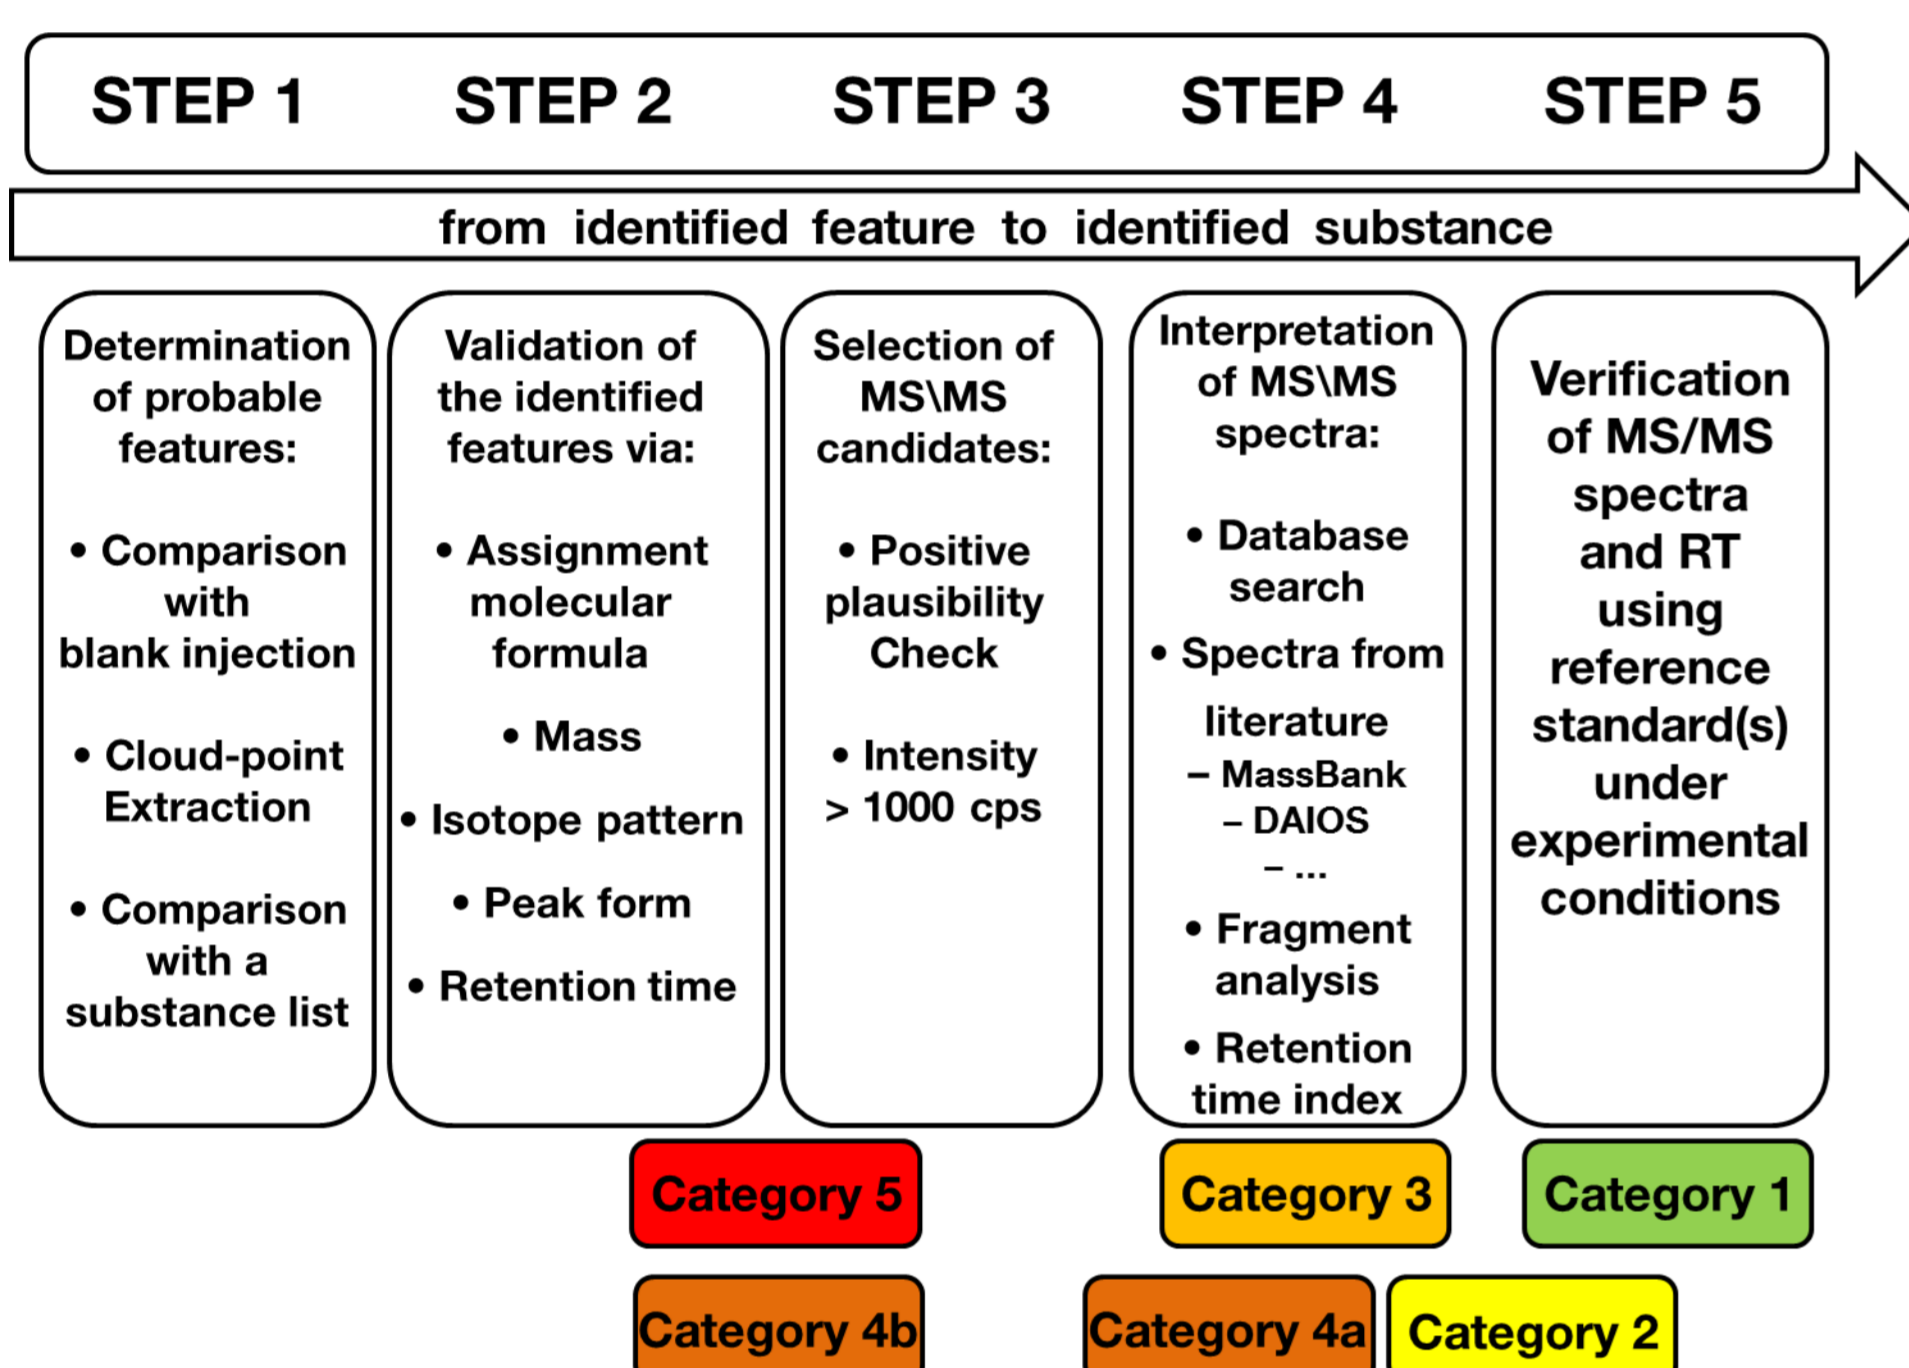 STEP 1 STEP 2 STEP 3 STEP 4 STEP 5
from identified feature to identified substance
Determination
of probable
features:
• Comparison
with
blank injection
• Cloud-point
Extraction
• Comparison
with a
substance list
Validation of
the identified
features via:
• Assignment
molecular
formula
• Mass
• Isotope pattern
• Peak form
• Retention time
Selection of
MS\MS
candidates:
• Positive
plausibility
Check
• Intensity
> 1000 cps
Interpretation
of MS\MS
spectra:
• Database
search
• Spectra from
literature
– MassBank
– DAIOS
– ...
• Fragment
analysis
• Retention
time index
Verification
of MS/MS
spectra
and RT
using
reference
standard(s)
under
experimental
conditions
Category 5
Category 3
Category 1
Category 4b
Category 4a
Category 2